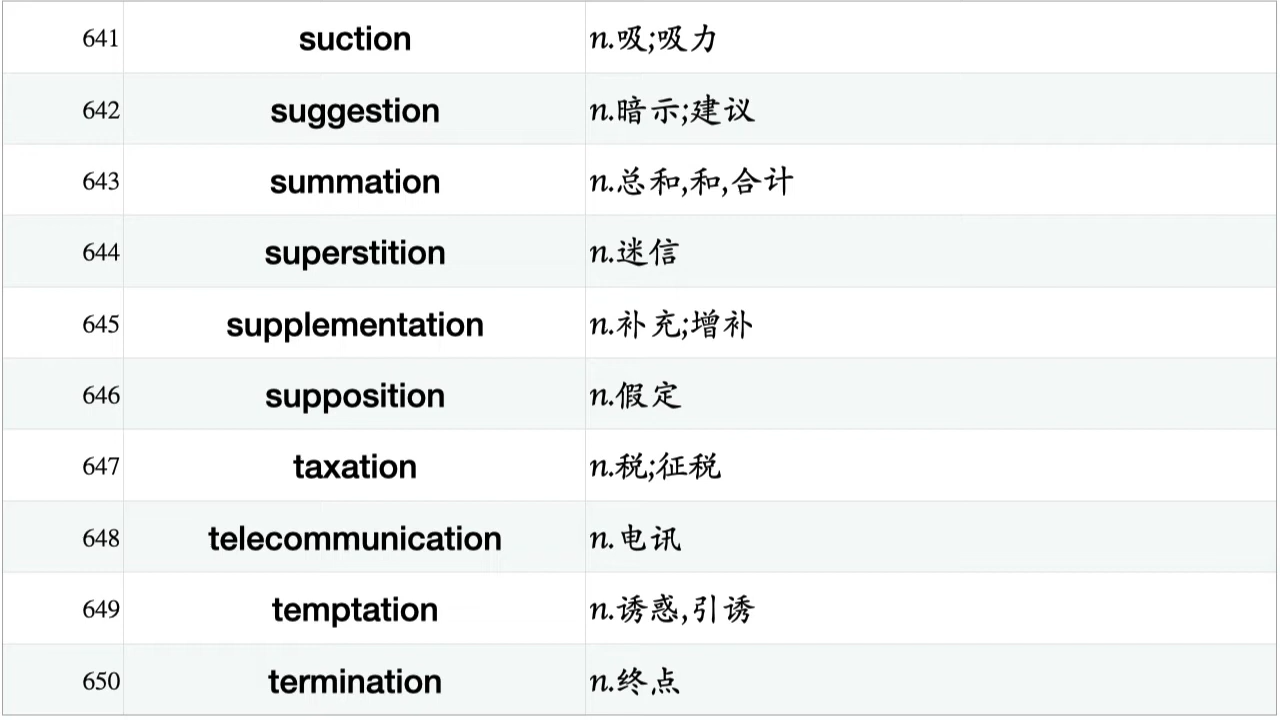 641 suction n.吸;吸力
642 suggestion n.暗示;建议
643 summation n.总和,和,合计
644 superstition n.迷信
645 supplementation n.补充;增补
646 supposition n.假定
647 taxation n.税;征税
648 telecommunication n.电讯
649 temptation n.诱惑,引诱
650 termination n.终点